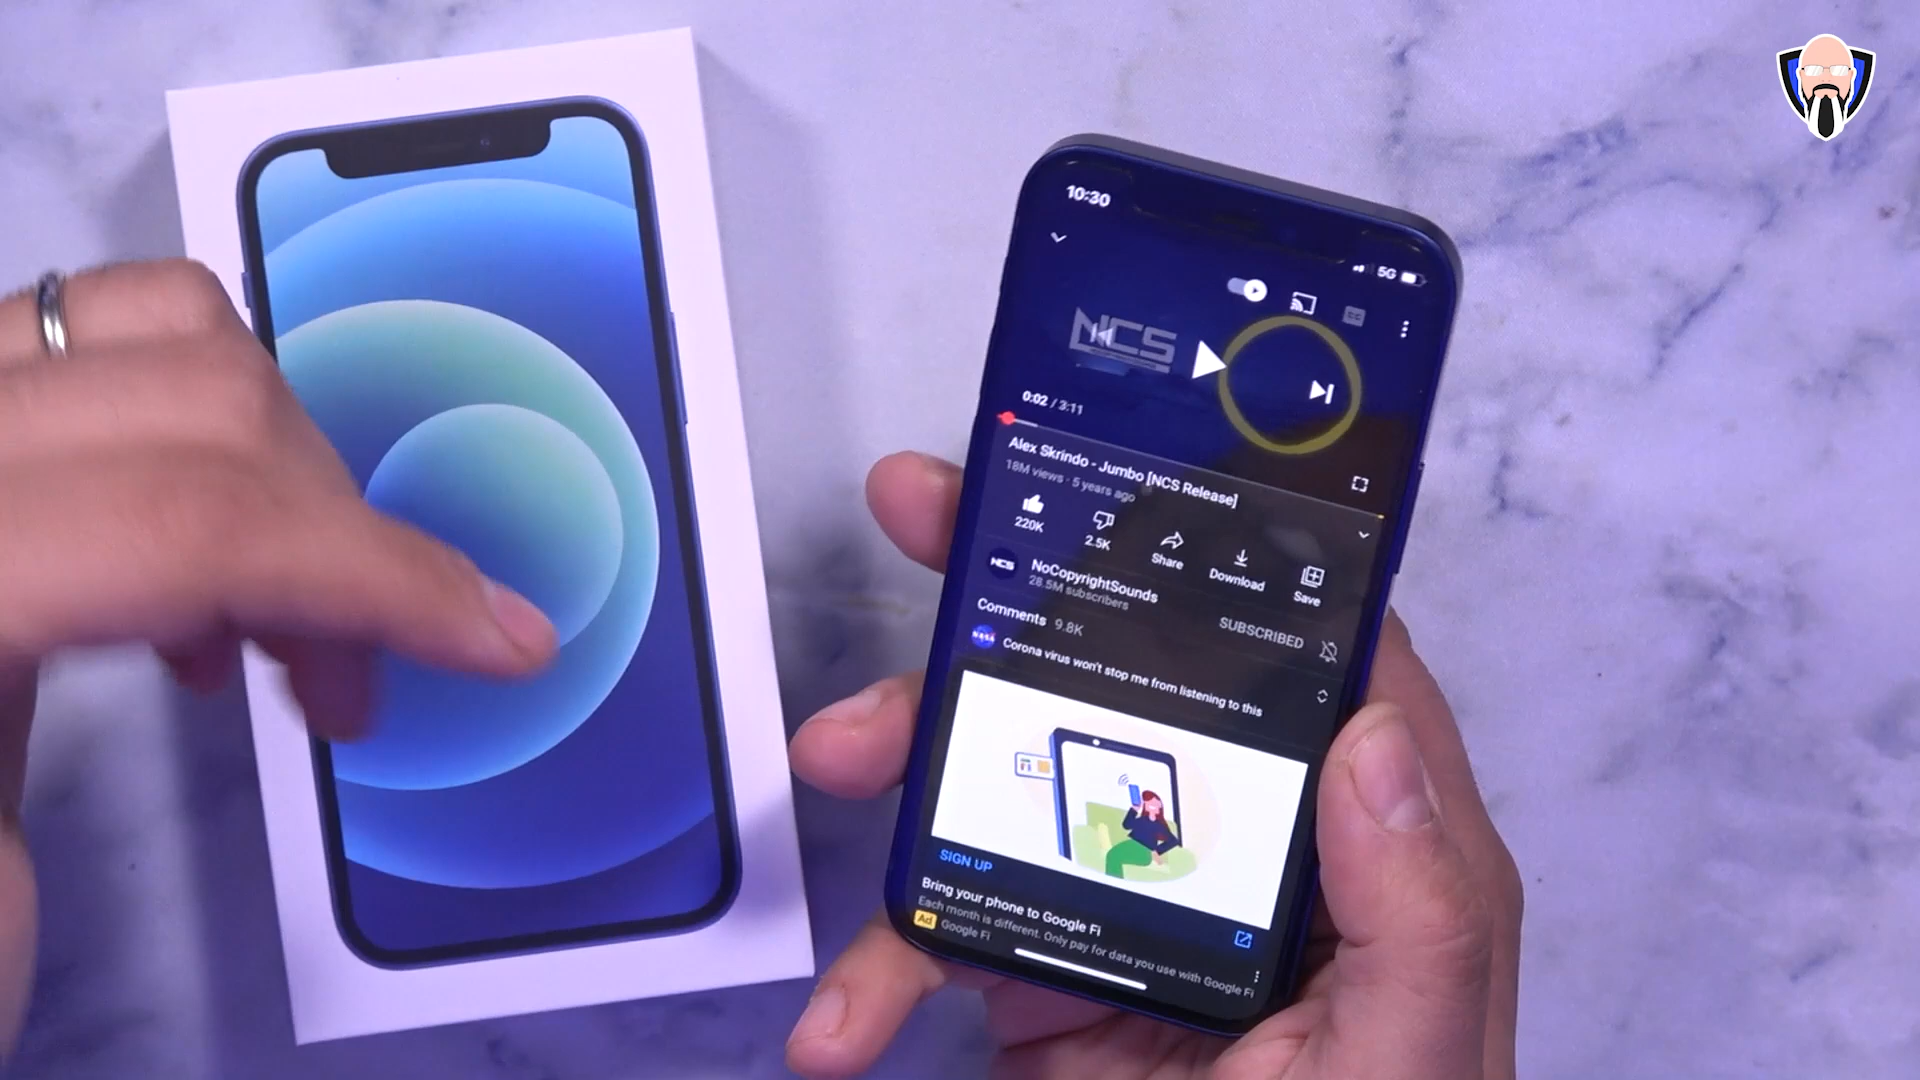 10:30
5G
CC
NCS
0:02 / 3:11
Alex Skrindo - Jumbo [NCS Release]
18M views · 5 years ago
220K
2.5K
Share
Download
Save
NCS
NoCopyrightSounds
28.5M subscribers
SUBSCRIBED
Comments 9.8K
NASA
Corona virus won't stop me from listening to this
SIGN UP
Bring your phone to Google Fi
Each month is different. Only pay for data you use with Google Fi
Ad Google Fi